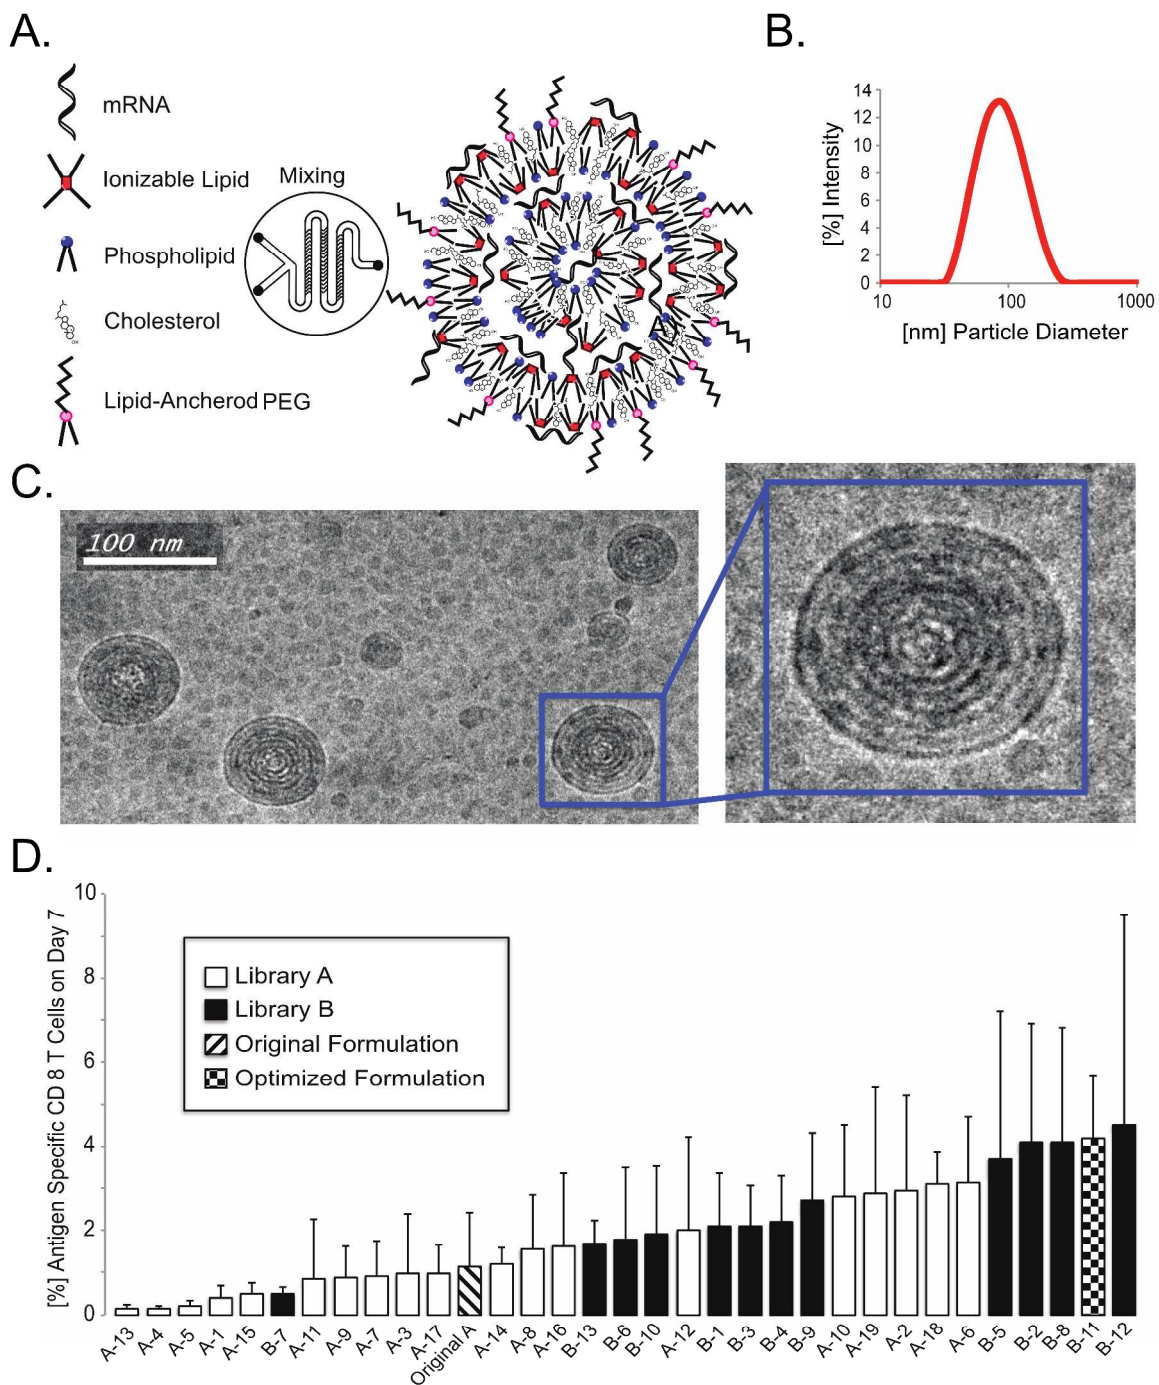 A.
mRNA
Ionizable Lipid
Phospholipid
Cholesterol
Lipid-Ancherod PEG
Mixing
B.
[%] Intensity
14
12
10
8
6
4
2
0
10 100 1000
[nm] Particle Diameter
C.
100 nm
D.
[%] Antigen Specific CD 8 T Cells on Day 7
10
8
6
4
2
0
Library A
Library B
Original Formulation
Optimized Formulation
A-13 A-4 A-5 A-1 A-15 B-7 A-11 A-9 A-7 A-3 A-17 Original A A-14 A-8 A-16 B-13 B-6 B-10 A-12 B-1 B-3 B-4 B-9 A-10 A-19 A-2 A-18 A-6 B-5 B-2 B-8 B-11 B-12